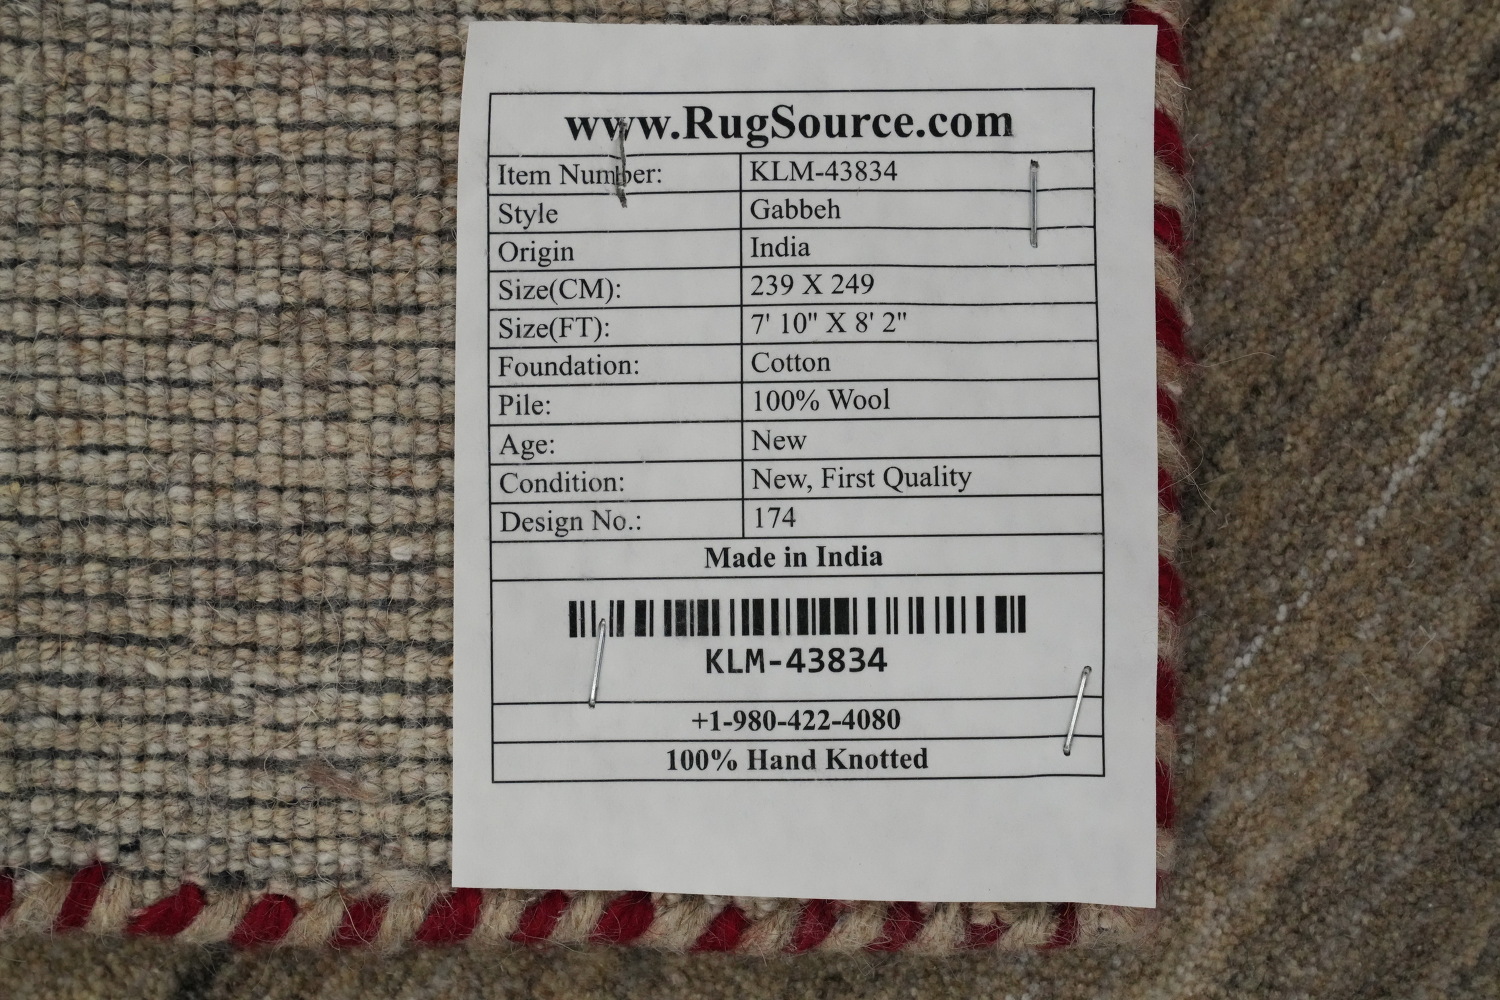 www.RugSource.com
Item Number: KLM-43834
Style Gabbeh
Origin India
Size(CM): 239 X 249
Size(FT): 7' 10" X 8' 2"
Foundation: Cotton
Pile: 100% Wool
Age: New
Condition: New, First Quality
Design No.: 174
Made in India
KLM-43834
+1-980-422-4080
100% Hand Knotted